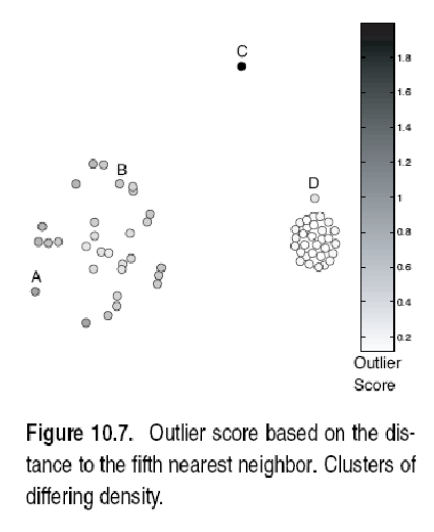 C
1.8
1.6
1.4
1.2
1
0.8
0.6
0.4
0.2
B
D
A
Outlier
Score
Figure 10.7. Outlier score based on the dis-
tance to the fifth nearest neighbor. Clusters of
differing density.